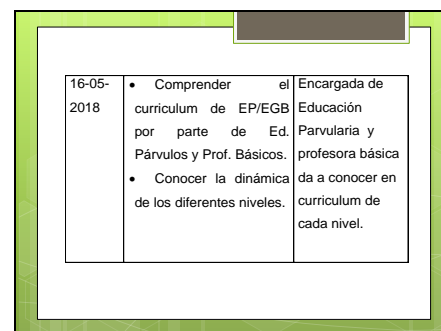 16-05-
2018
• Comprender el
curriculum de EP/EGB
por parte de Ed.
Párvulos y Prof. Básicos.
• Conocer la dinámica
de los diferentes niveles.
Encargada de
Educación
Parvularia y
profesora básica
da a conocer en
curriculum de
cada nivel.